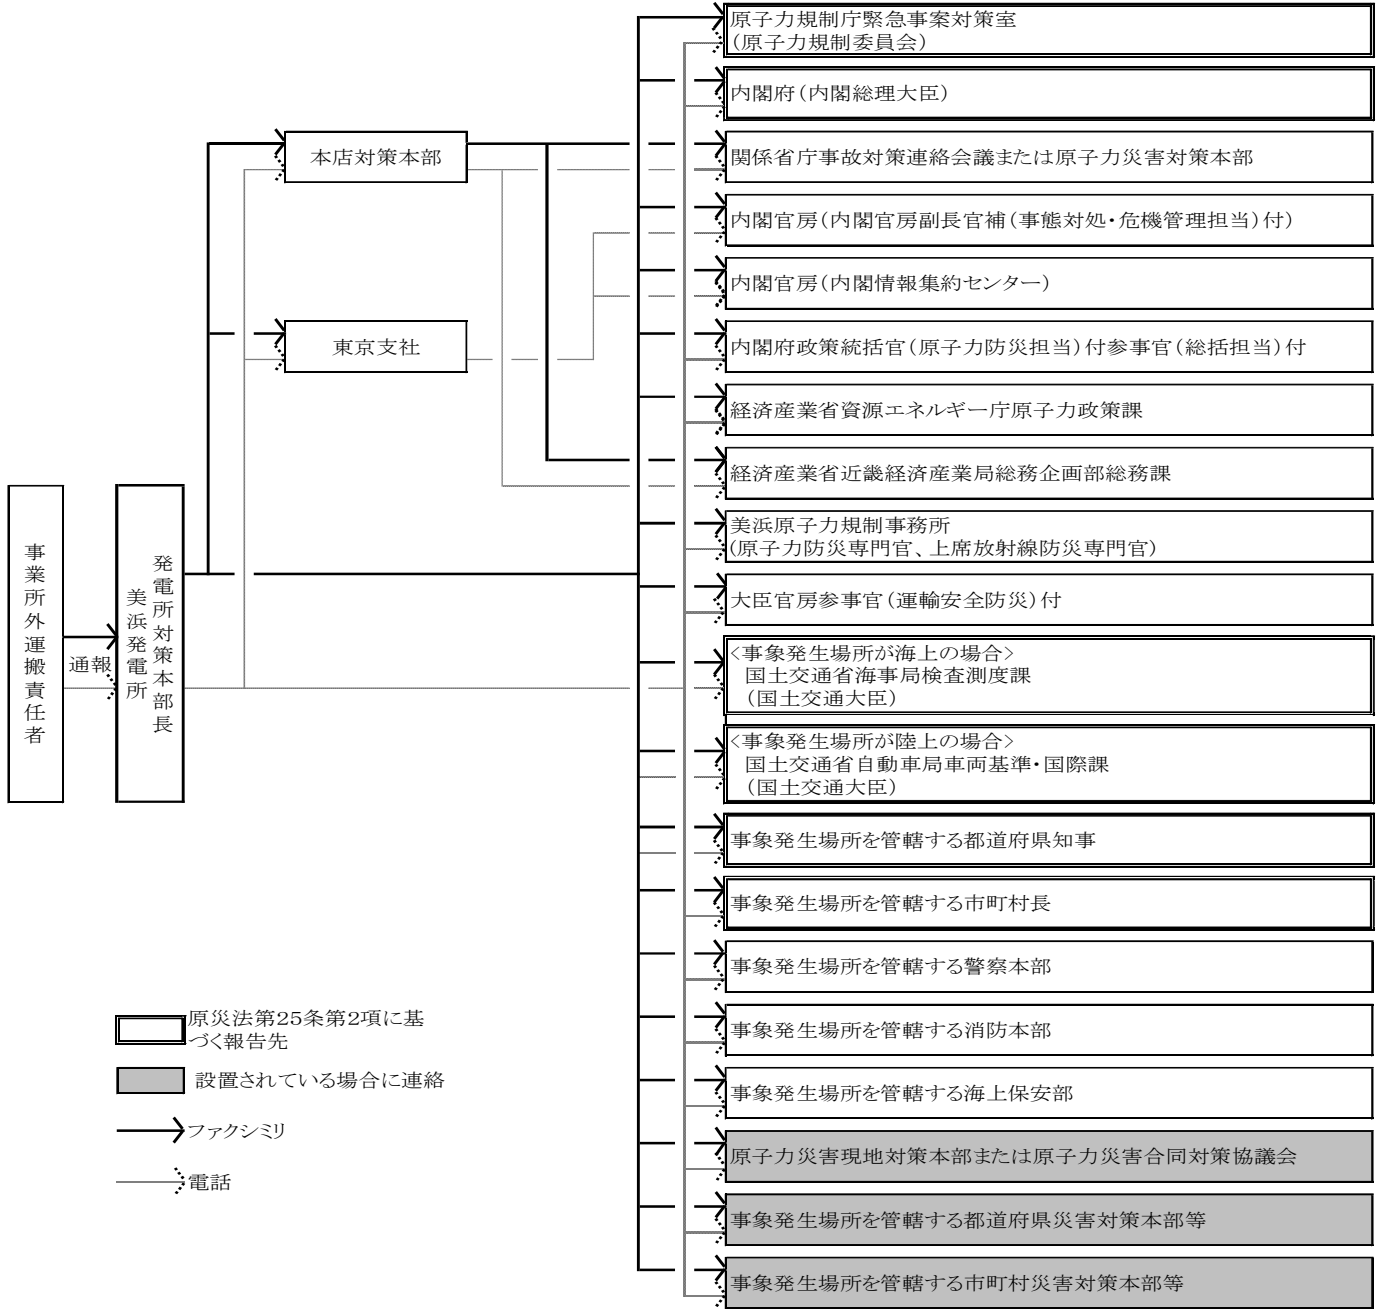 原子力規制庁緊急事案対策室
(原子力規制委員会)
内閣府(内閣総理大臣)
本店対策本部
関係省庁事故対策連絡会議または原子力災害対策本部
内閣官房(内閣官房副長官補(事態対処・危機管理担当)付)
内閣官房(内閣情報集約センター)
東京支社
内閣府政策統括官(原子力防災担当)付参事官(総括担当)付
経済産業省資源エネルギー庁原子力政策課
経済産業省近畿経済産業局総務企画部総務課
美浜原子力規制事務所
(原子力防災専門官、上席放射線防災専門官)
大臣官房参事官(運輸安全防災)付
事業所外運搬責任者
通報
発電所対策本部長
美浜発電所
<事象発生場所が海上の場合>
国土交通省海事局検査測度課
(国土交通大臣)
<事象発生場所が陸上の場合>
国土交通省自動車局車両基準・国際課
(国土交通大臣)
事象発生場所を管轄する都道府県知事
事象発生場所を管轄する市町村長
事象発生場所を管轄する警察本部
事象発生場所を管轄する消防本部
事象発生場所を管轄する海上保安部
原子力災害現地対策本部または原子力災害合同対策協議会
事象発生場所を管轄する都道府県災害対策本部等
事象発生場所を管轄する市町村災害対策本部等
原災法第25条第2項に基
づく報告先
設置されている場合に連絡
ファクシミリ
電話